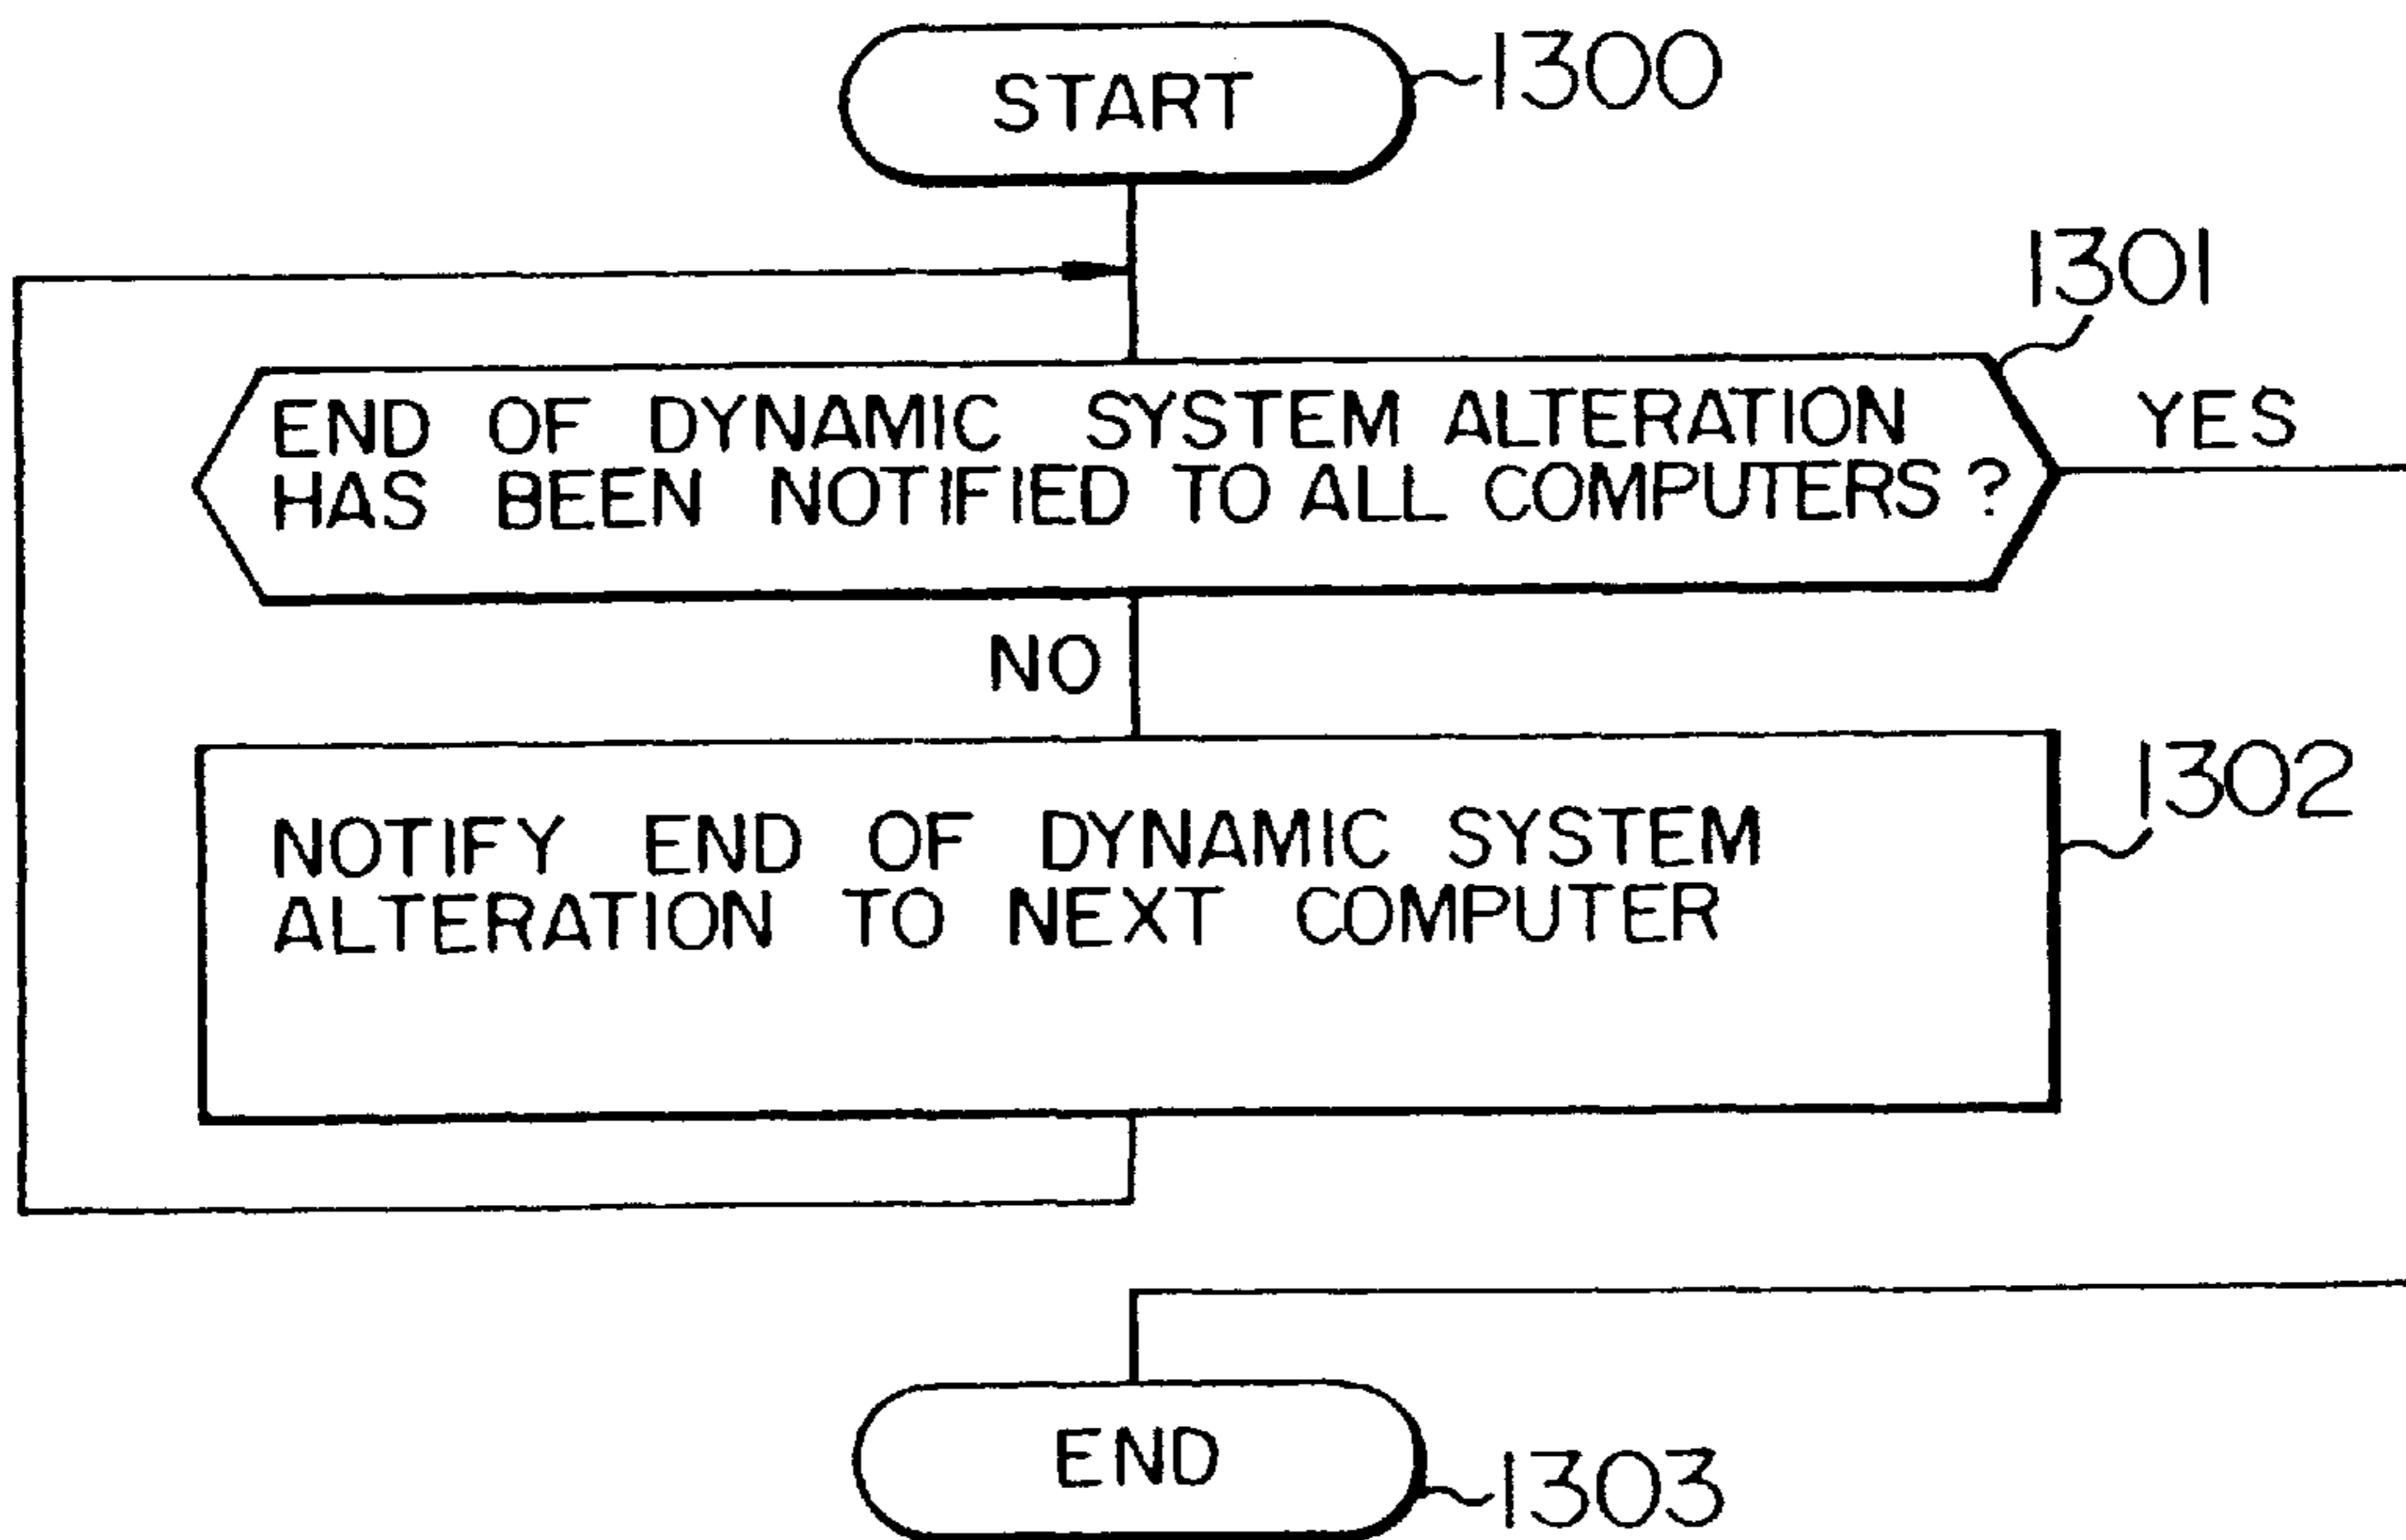 START
1300
1301
END OF DYNAMIC SYSTEM ALTERATION
HAS BEEN NOTIFIED TO ALL COMPUTERS ?
YES
NO
1302
NOTIFY END OF DYNAMIC SYSTEM
ALTERATION TO NEXT COMPUTER
END
1303